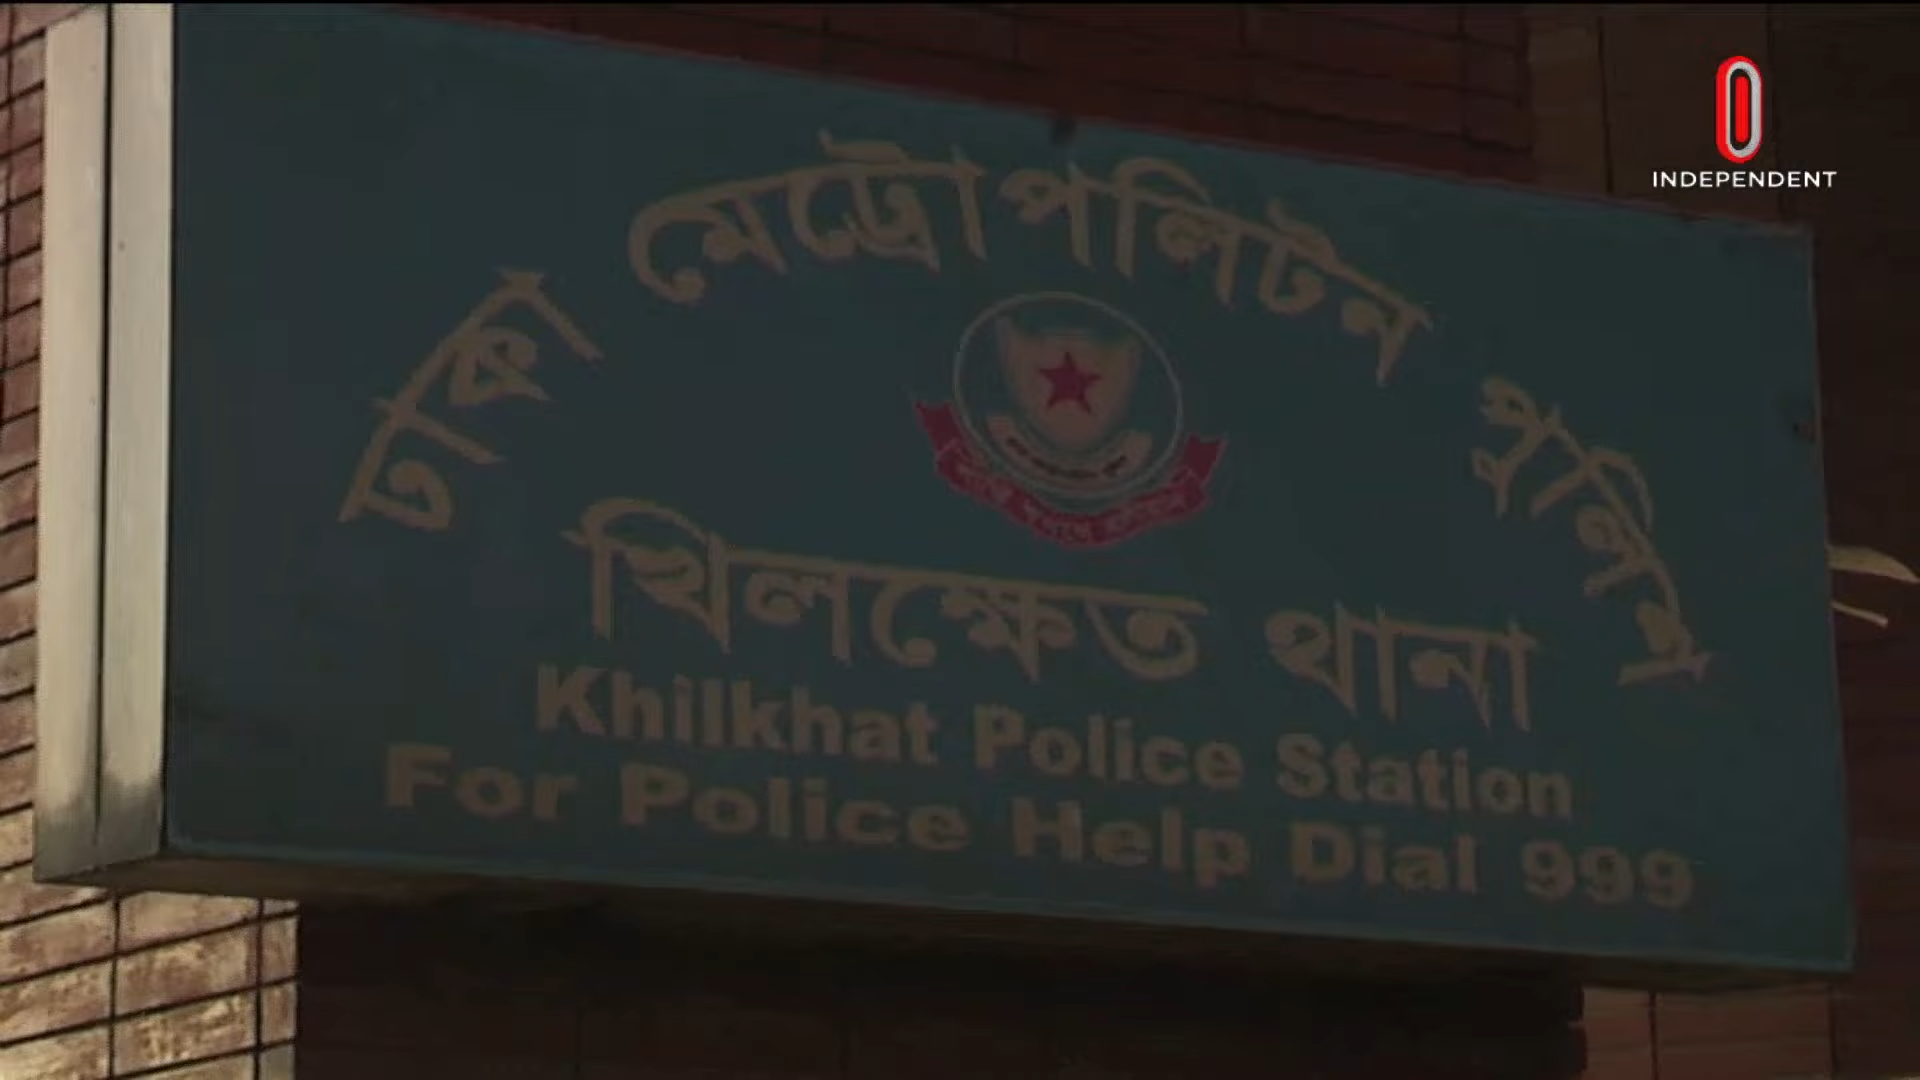 INDEPENDENT
ঢাকা মেট্রোপলিটন পুলিশ
খিলক্ষেত থানা
Khilkhat Police Station
For Police Help Dial 999